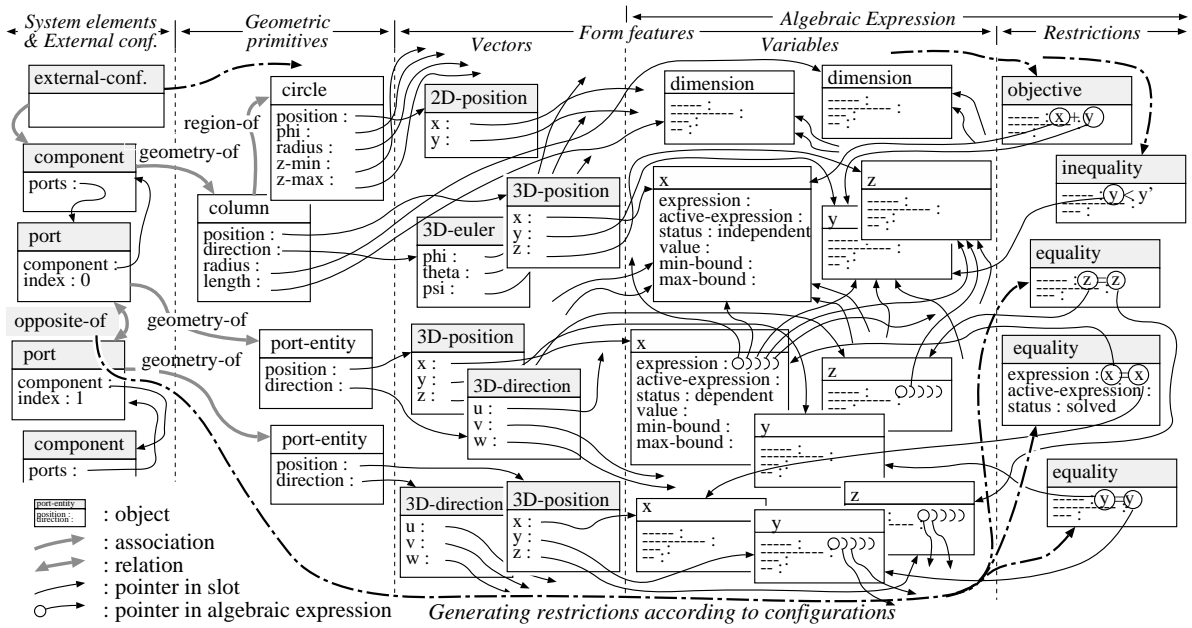 System elements
& External conf.
Geometric
primitives
Form features
Vectors
Algebraic Expression
Variables
Restrictions
external-conf.
component
ports :
port
component :
index : 0
opposite-of
port
component :
index : 1
component
ports :
region-of
geometry-of
geometry-of
geometry-of
circle
position :
phi :
radius :
z-min :
z-max :
column
position :
direction :
radius :
length :
port-entity
position :
direction :
port-entity
position :
direction :
2D-position
x :
y :
3D-euler
phi :
theta :
psi :
3D-position
x :
y :
z :
3D-position
x :
y :
z :
3D-direction
u :
v :
w :
3D-direction
u :
v :
w :
3D-position
x :
y :
z :
dimension
dimension
x
expression :
active-expression :
status : independent
value :
min-bound :
max-bound :
y
z
x
expression :
active-expression :
status : dependent
value :
min-bound :
max-bound :
z
y
x
z
y
objective
x + y
inequality
y < y'
equality
z = z
equality
expression : x = x
active-expression :
status : solved
equality
y = y
port-entity
position :
direction :
: object
: association
: relation
: pointer in slot
: pointer in algebraic expression
Generating restrictions according to configurations